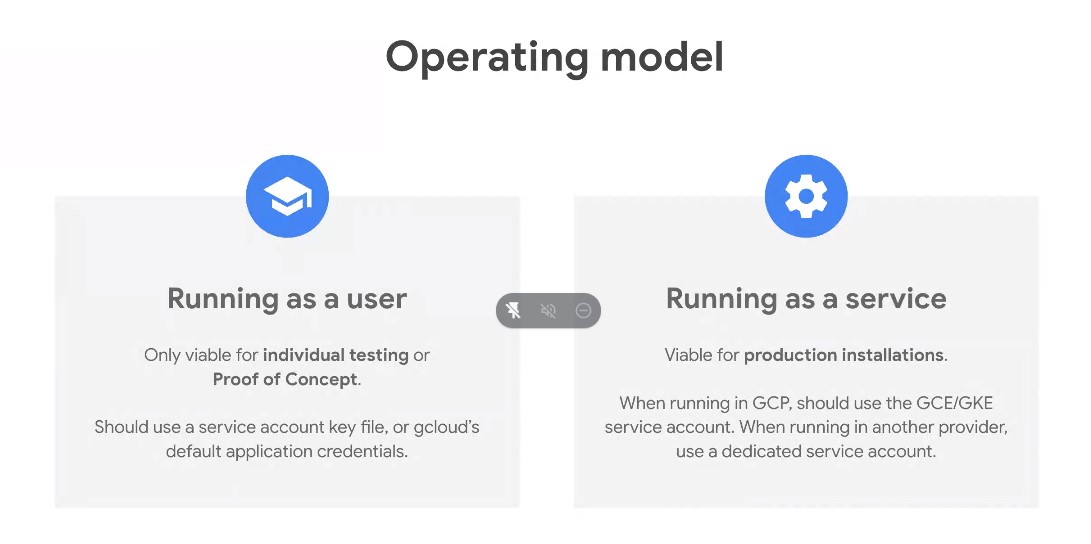 Operating model
Running as a user
Only viable for individual testing or
Proof of Concept.
Should use a service account key file, or gcloud's
default application credentials.
Running as a service
Viable for production installations.
When running in GCP, should use the GCE/GKE
service account. When running in another provider,
use a dedicated service account.